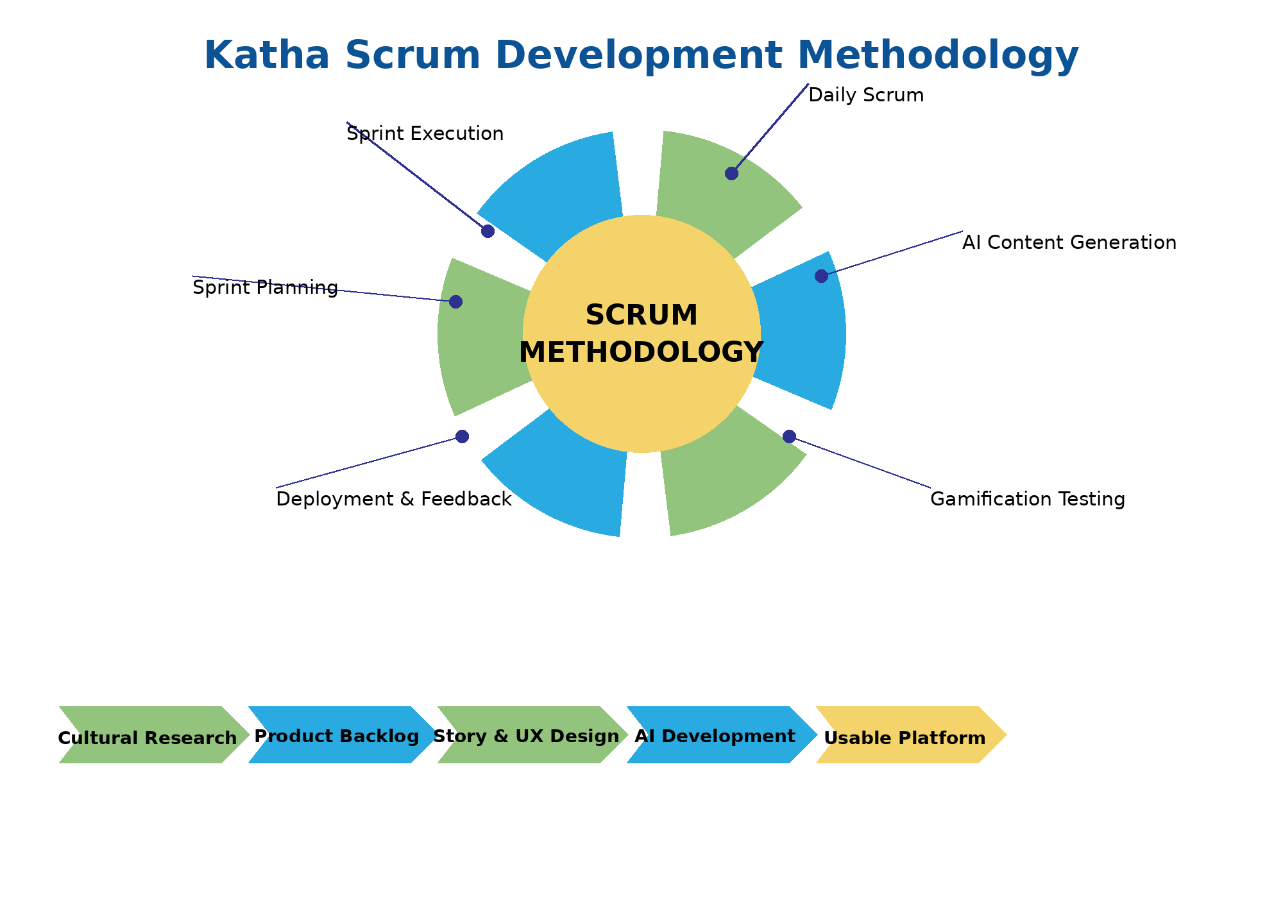 Katha Scrum Development Methodology
Daily Scrum
Sprint Execution
AI Content Generation
Sprint Planning
SCRUM
METHODOLOGY
Deployment & Feedback
Gamification Testing
Cultural Research
Product Backlog
Story & UX Design
AI Development
Usable Platform